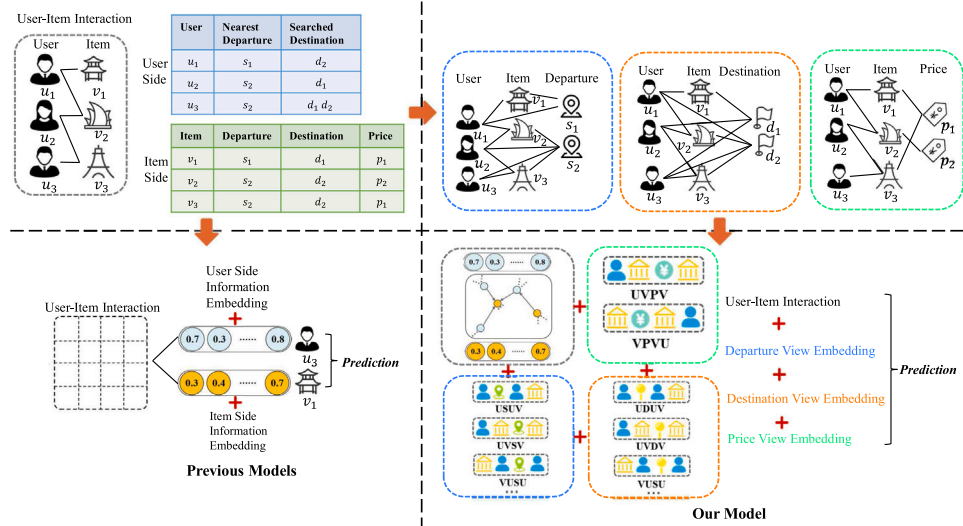 User-Item Interaction
User Item
u1
v1
u2
v2
u3
v3
User Side
User Nearest Departure Searched Destination
u1 s1 d2
u2 s2 d1
u3 s2 d1 d2
Item Side
Item Departure Destination Price
v1 s1 d1 p1
v2 s2 d2 p2
v3 s2 d2 p1
User Item Departure
u1
v1
s1
u2
v2
s2
u3
v3
User Item Destination
u1
v1
d1
u2
v2
d2
u3
v3
User Item Price
u1
v1
p1
u2
v2
p2
u3
v3
User-Item Interaction
User Side
Information
Embedding
0.7 0.3 ...... 0.8
u3
Prediction
0.3 0.4 ...... 0.7
v1
Item Side
Information
Embedding
Previous Models
0.7 0.3 ...... 0.8
0.3 0.4 ...... 0.7
¥
UVPV
¥
VPVU
USUV
UVSV
VUSU
...
UDUV
UVDV
VUSU
...
User-Item Interaction
Departure View Embedding
Destination View Embedding
Price View Embedding
Prediction
Our Model